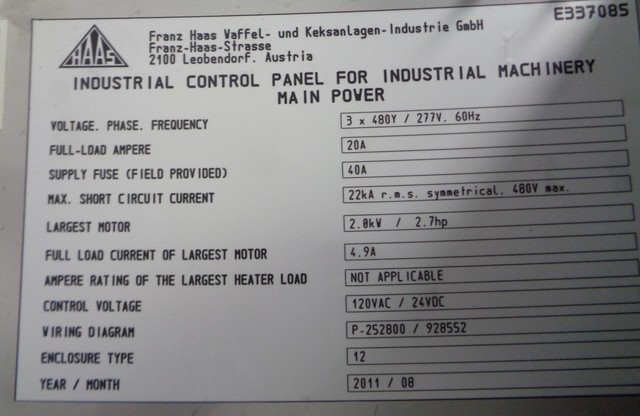 E337085
HAAS
Franz Haas Waffel- und Keksanlagen-Industrie GmbH
Franz-Haas-Strasse
2100 Leobendorf. Austria
INDUSTRIAL CONTROL PANEL FOR INDUSTRIAL MACHINERY
MAIN POWER
VOLTAGE. PHASE. FREQUENCY 3 x 480Y / 277V. 60Hz
FULL-LOAD AMPERE 20A
SUPPLY FUSE (FIELD PROVIDED) 40A
MAX. SHORT CIRCUIT CURRENT 22kA r.m.s. symmetrical. 480V max.
LARGEST MOTOR 2.0kW / 2.7hp
FULL LOAD CURRENT OF LARGEST MOTOR 4.9A
AMPERE RATING OF THE LARGEST HEATER LOAD NOT APPLICABLE
CONTROL VOLTAGE 120VAC / 24VDC
WIRING DIAGRAM P-252800 / 928552
ENCLOSURE TYPE 12
YEAR / MONTH 2011 / 08